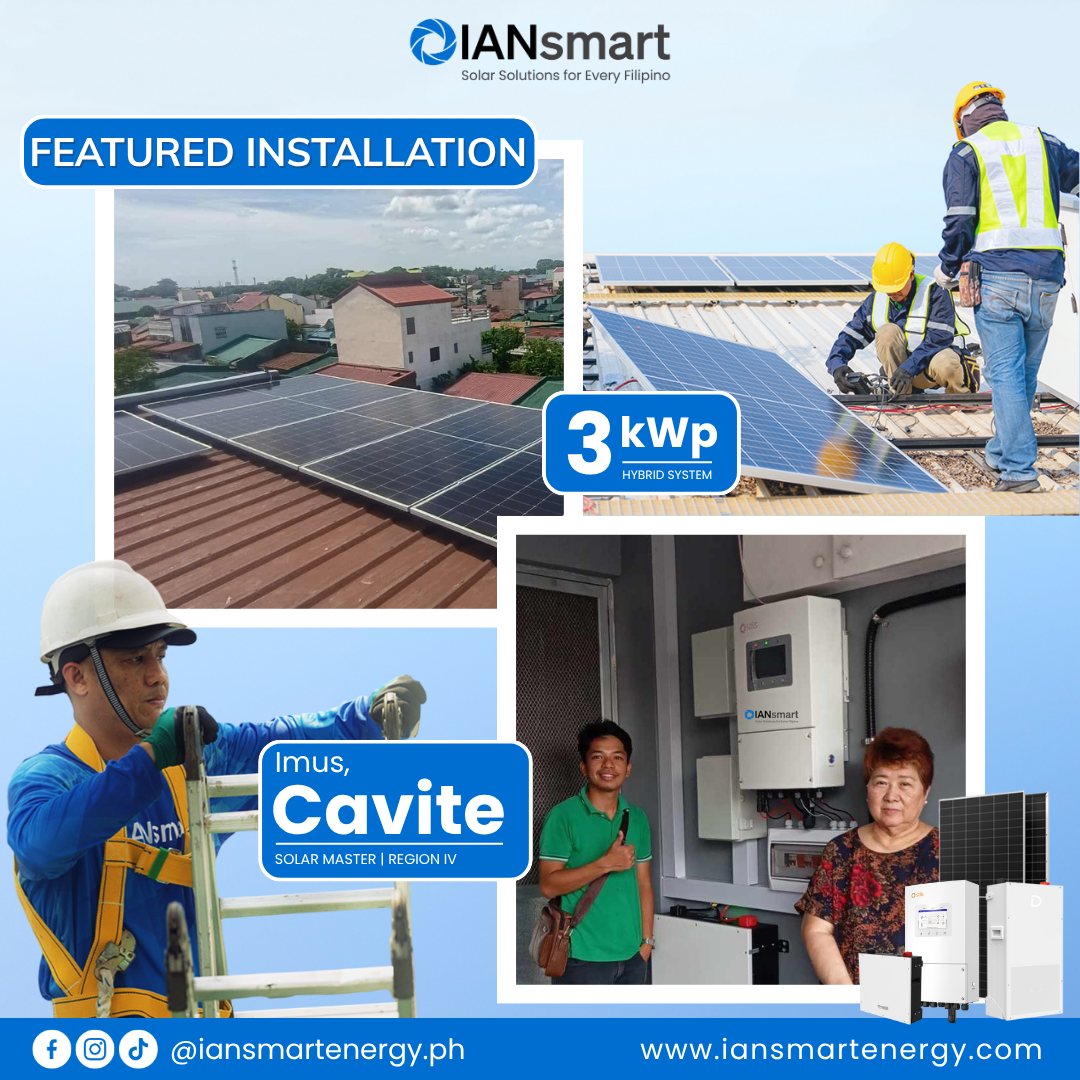 IANsmart
Solar Solutions for Every Filipino
FEATURED INSTALLATION
3 kWp
HYBRID SYSTEM
IANsmart
Imus,
Cavite
SOLAR MASTER | REGION IV
@iansmartenergy.ph
www.iansmartenergy.com